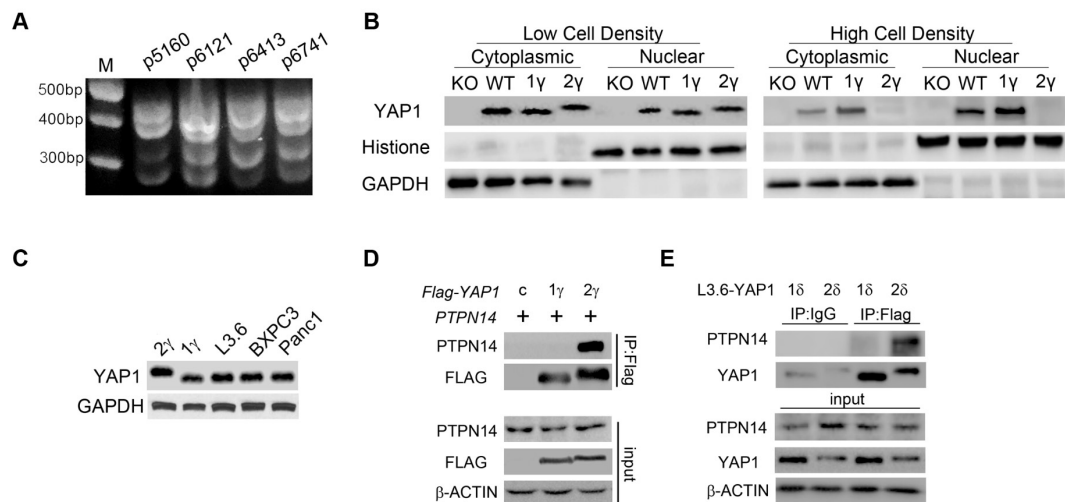 A
M p5160 p6121 p6413 p6741
500bp
400bp
300bp
B
Low Cell Density High Cell Density
Cytoplasmic Nuclear Cytoplasmic Nuclear
KO WT 1γ 2γ KO WT 1γ 2γ KO WT 1γ 2γ KO WT 1γ 2γ
YAP1
Histione
GAPDH
C
2γ 1γ L3.6 BXPC3 Panc1
YAP1
GAPDH
D
Flag-YAP1 c 1γ 2γ
PTPN14 + + +
PTPN14
FLAG
IP:Flag
PTPN14
FLAG
β-ACTIN
input
E
L3.6-YAP1 1δ 2δ 1δ 2δ
IP:IgG IP:Flag
PTPN14
YAP1
input
PTPN14
YAP1
β-ACTIN